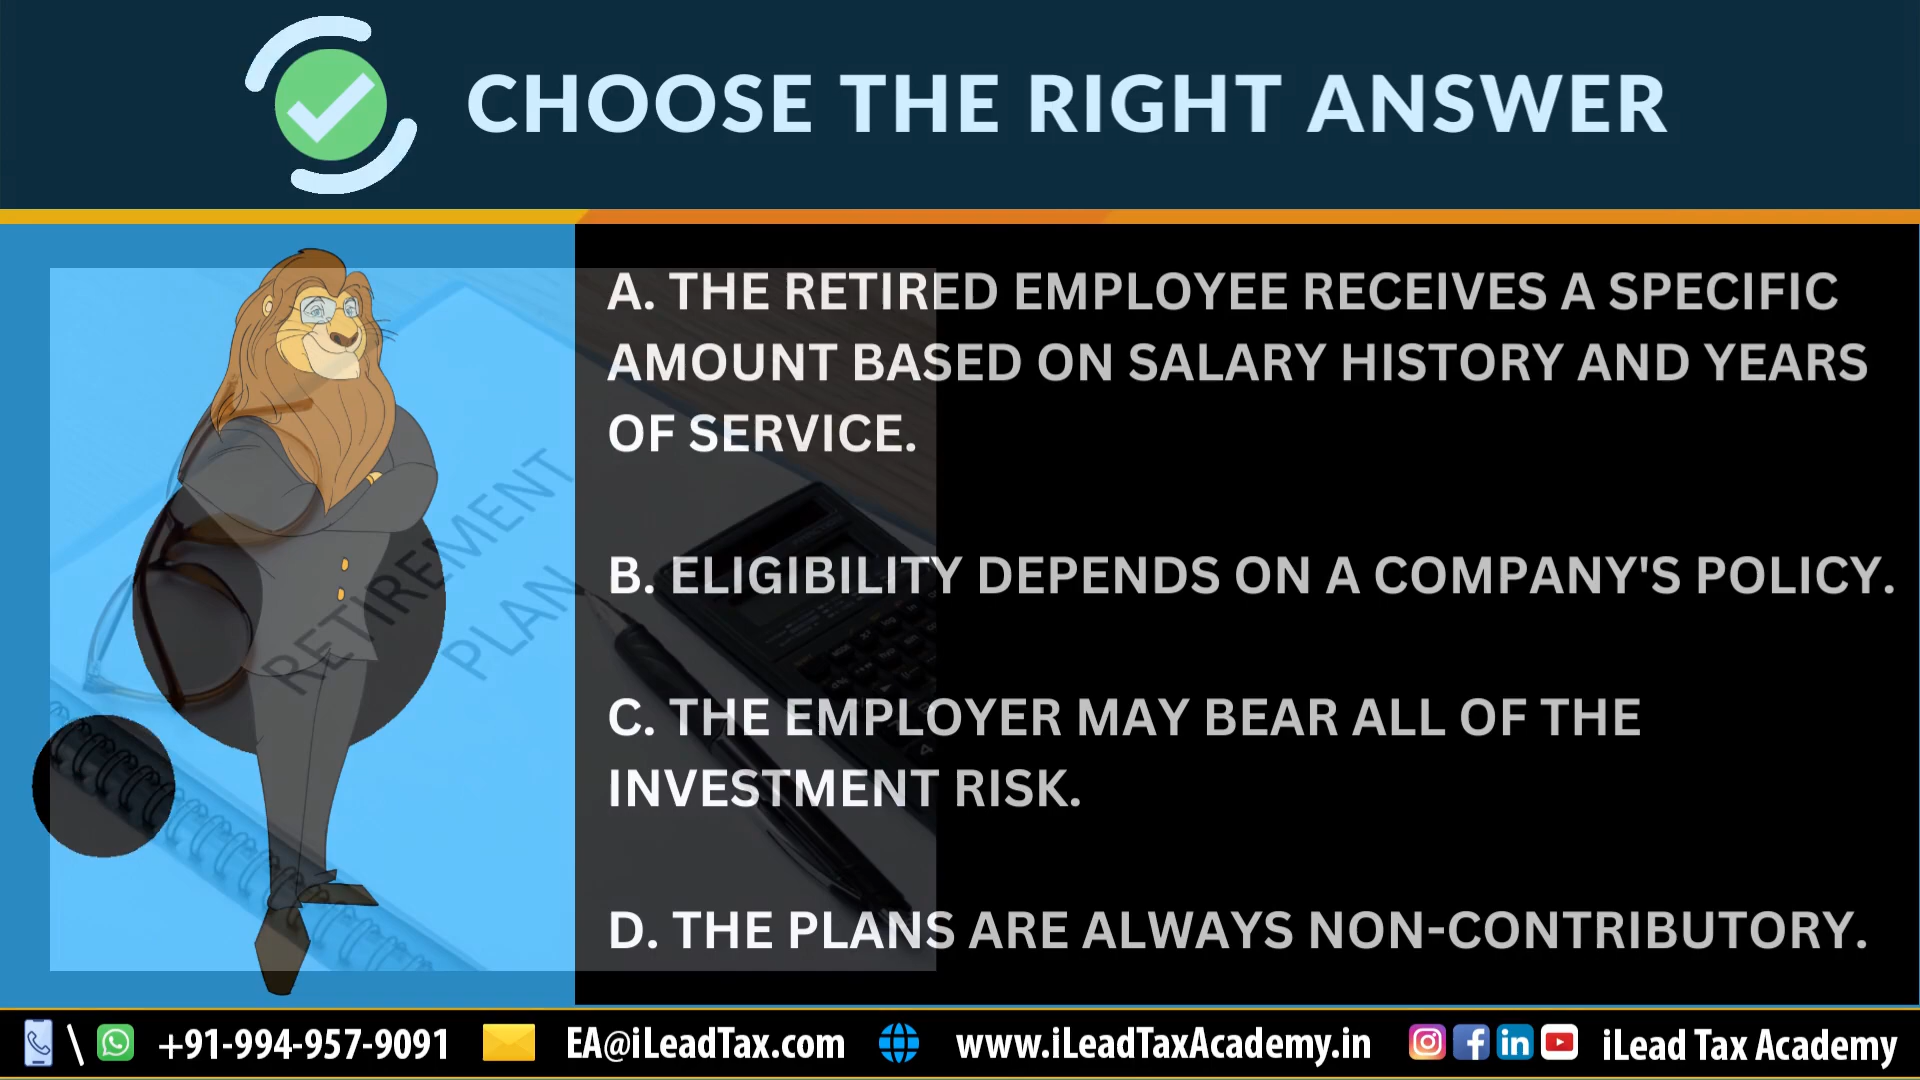 CHOOSE THE RIGHT ANSWER
A. THE RETIRED EMPLOYEE RECEIVES A SPECIFIC
AMOUNT BASED ON SALARY HISTORY AND YEARS
OF SERVICE.
B. ELIGIBILITY DEPENDS ON A COMPANY'S POLICY.
C. THE EMPLOYER MAY BEAR ALL OF THE
INVESTMENT RISK.
D. THE PLANS ARE ALWAYS NON-CONTRIBUTORY.
RETIREMENT
PLAN
\ +91-994-957-9091 EA@iLeadTax.com www.iLeadTaxAcademy.in iLead Tax Academy